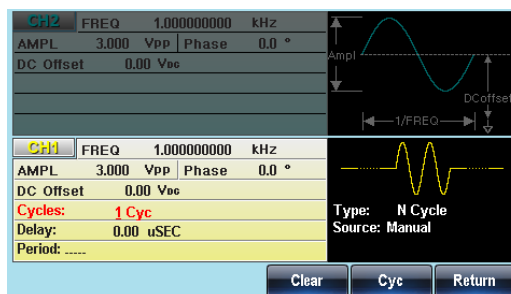 CH2 FREQ 1.000000000 kHz
AMPL 3.000 VPP Phase 0.0 °
DC Offset 0.00 VDC
Ampl
DCoffset
1/FREQ
CH1 FREQ 1.000000000 kHz
AMPL 3.000 VPP Phase 0.0 °
DC Offset 0.00 VDC
Cycles: 1 Cyc
Delay: 0.00 uSEC
Period: .....
Type: N Cycle
Source: Manual
Clear Cyc Return